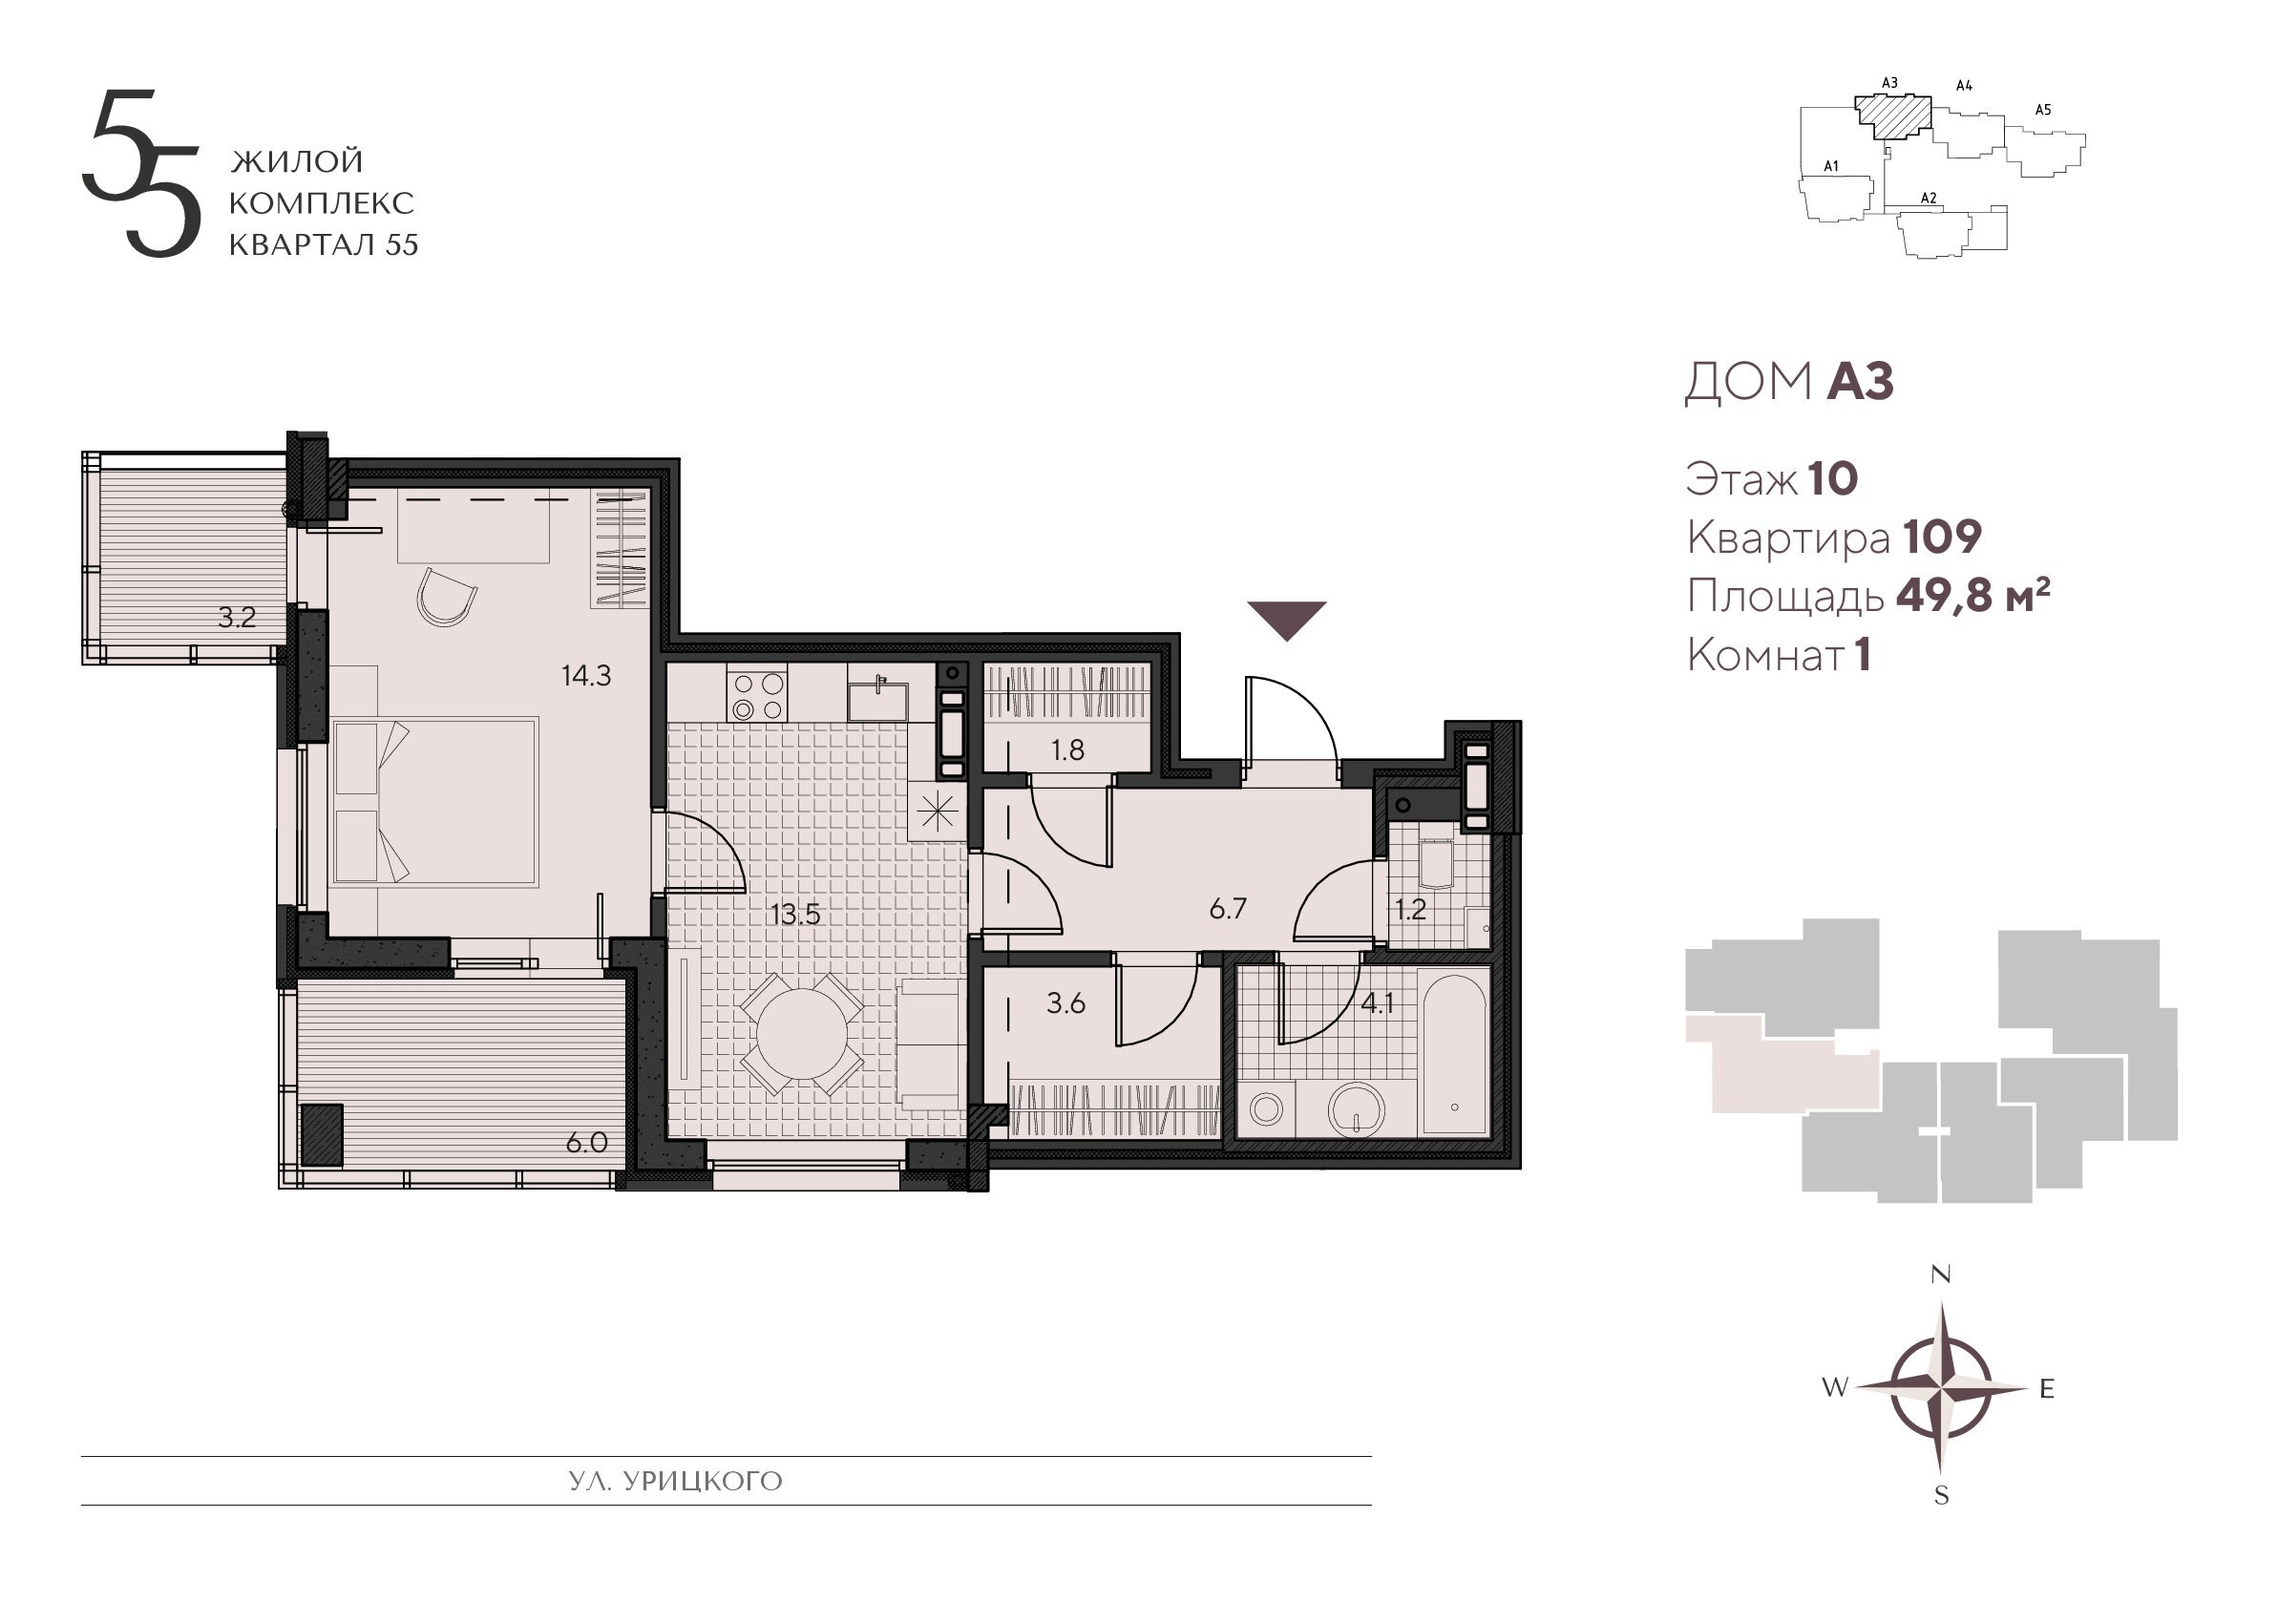 55
ЖИЛОЙ
КОМПЛЕКС
КВАРТАЛ 55
A3
A4
A5
A1
A2
ДОМ А3
Этаж 10
Квартира 109
Площадь 49,8 м²
Комнат 1
3.2
14.3
1.8
13.5
6.7
1.2
3.6
4.1
6.0
N
W
E
S
УЛ. УРИЦКОГО